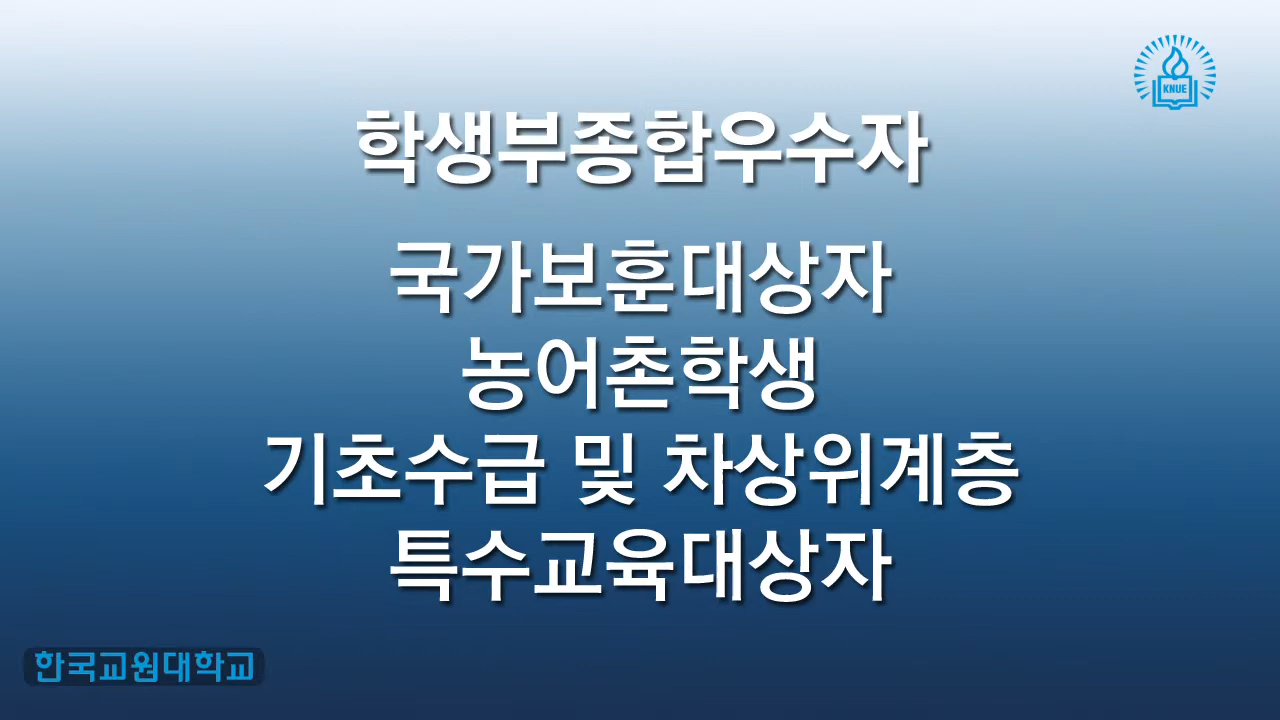 KNUE
학생부종합우수자
국가보훈대상자
농어촌학생
기초수급 및 차상위계층
특수교육대상자
한국교원대학교